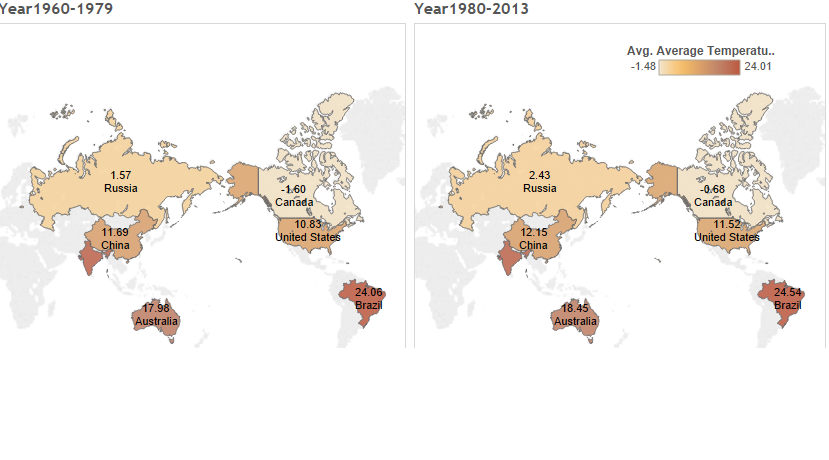 Year1960-1979
1.57
Russia
-1.60
Canada
11.69
China
10.83
United States
24.06
Brazil
17.98
Australia
Year1980-2013
Avg. Average Temperatu..
-1.48
24.01
2.43
Russia
-0.68
Canada
12.15
China
11.52
United States
24.54
Brazil
18.45
Australia